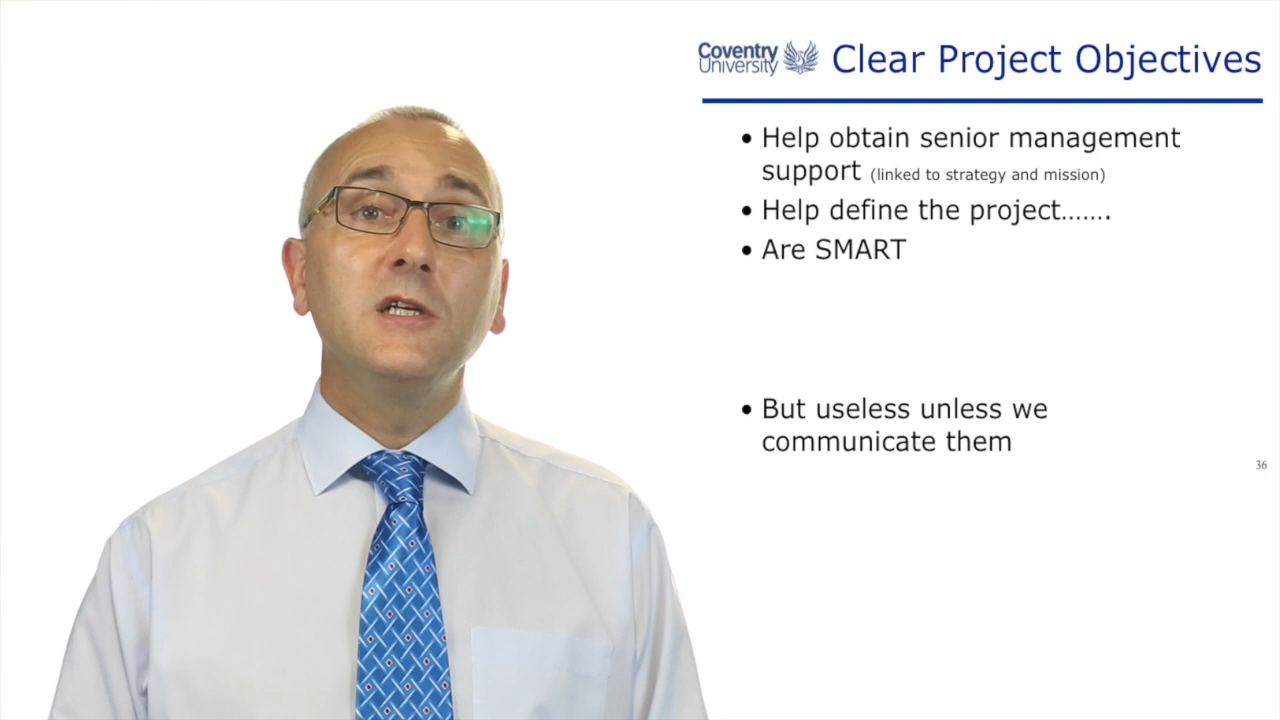 Coventry
University
Clear Project Objectives
• Help obtain senior management
support (linked to strategy and mission)
• Help define the project…….
• Are SMART
• But useless unless we
communicate them
36